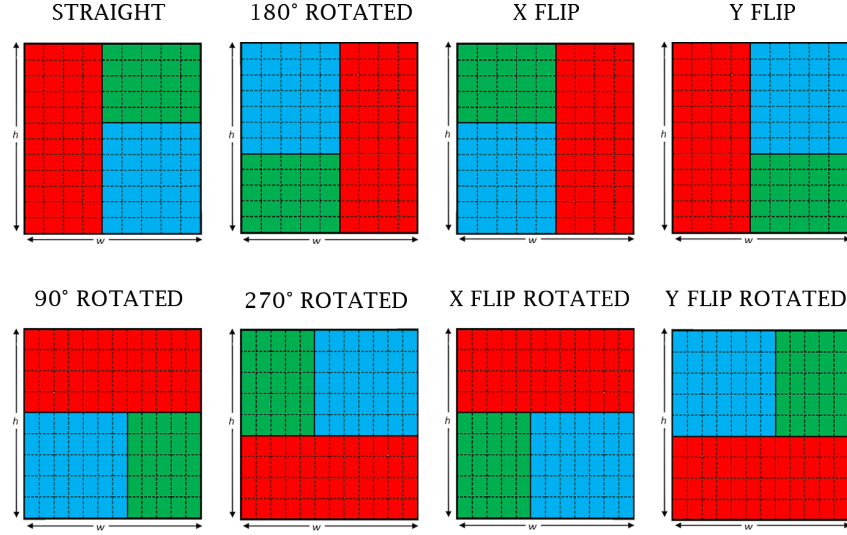 STRAIGHT
180° ROTATED
X FLIP
Y FLIP
h
h
h
h
w
w
w
w
90° ROTATED
270° ROTATED
X FLIP ROTATED
Y FLIP ROTATED
h
h
h
h
w
w
w
w